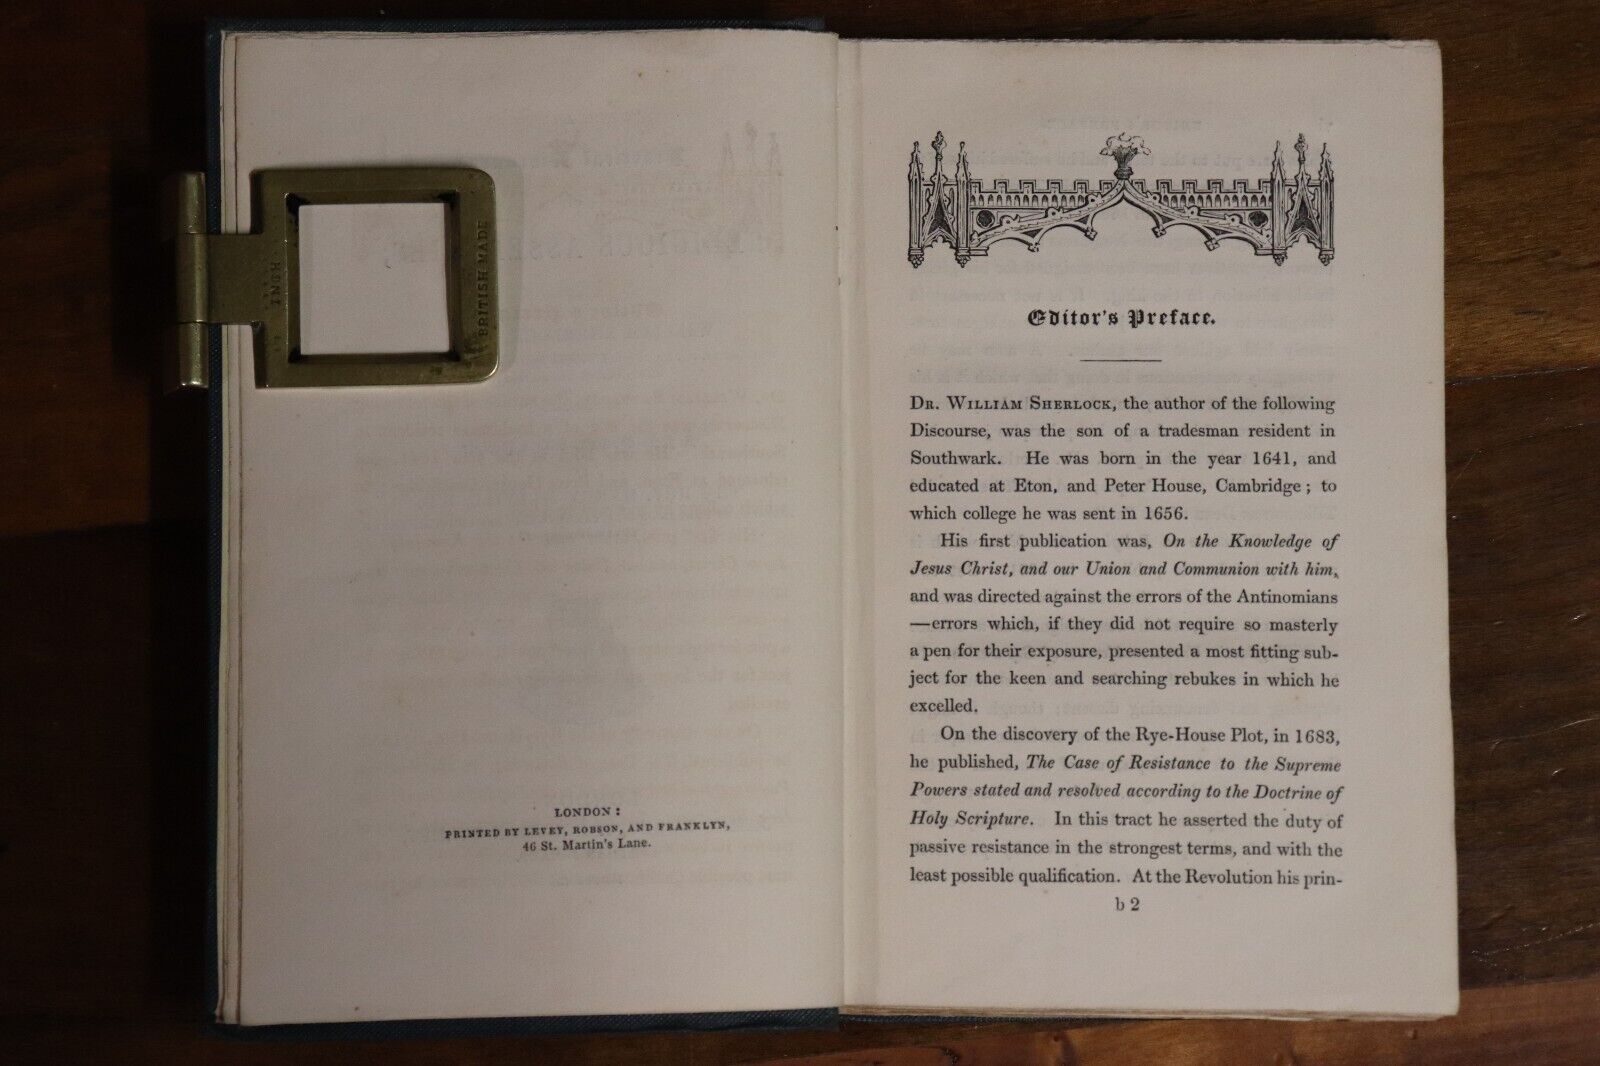 INCH
BRITISH MADE
LONDON:
PRINTED BY LEVEY, ROBSON, AND FRANKLYN,
46 St. Martin's Lane.
Editor's Preface.
DR. WILLIAM SHERLOCK, the author of the following
Discourse, was the son of a tradesman resident in
Southwark. He was born in the year 1641, and
educated at Eton, and Peter House, Cambridge; to
which college he was sent in 1656.
His first publication was, On the Knowledge of
Jesus Christ, and our Union and Communion with him,
and was directed against the errors of the Antinomians
—errors which, if they did not require so masterly
a pen for their exposure, presented a most fitting sub-
ject for the keen and searching rebukes in which he
excelled.
On the discovery of the Rye-House Plot, in 1683,
he published, The Case of Resistance to the Supreme
Powers stated and resolved according to the Doctrine of
Holy Scripture. In this tract he asserted the duty of
passive resistance in the strongest terms, and with the
least possible qualification. At the Revolution his prin-
b 2